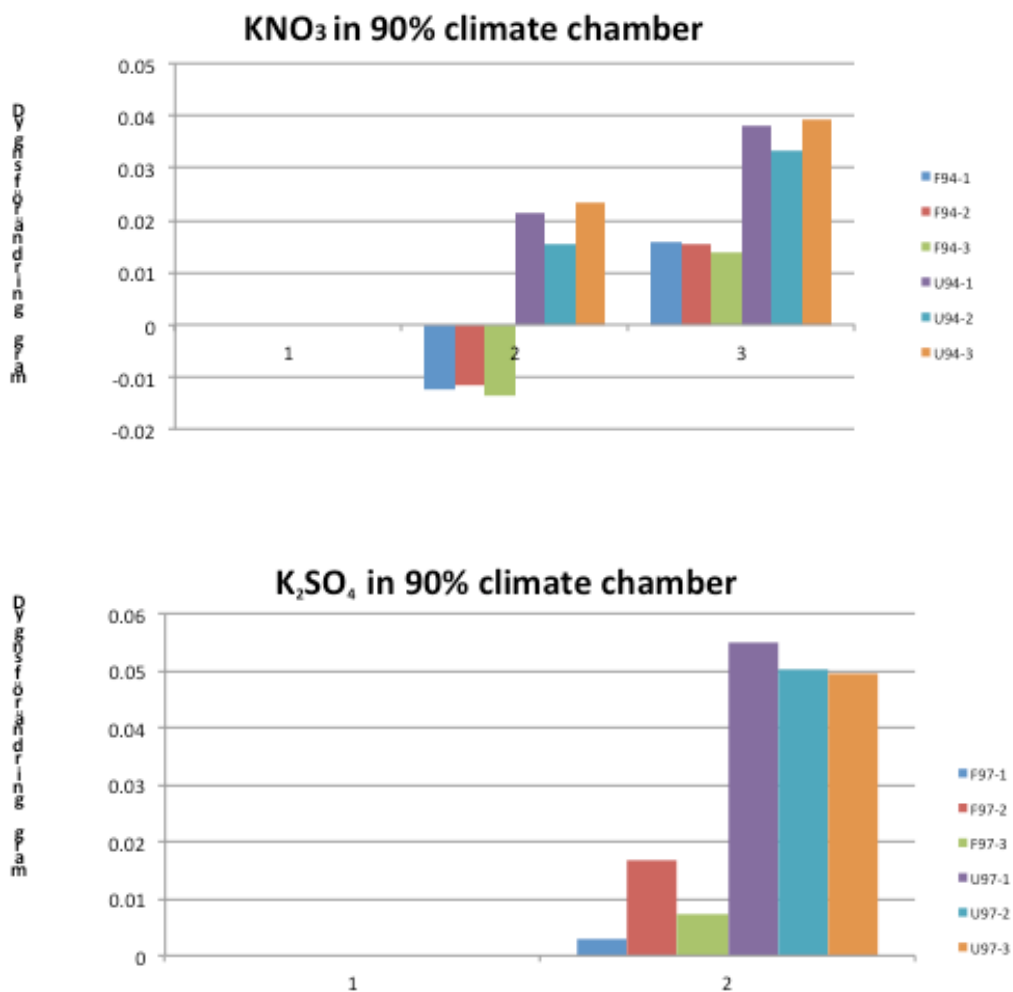 KNO₃ in 90% climate chamber
Dygnsförändring gram
0.05
0.04
0.03
0.02
0.01
0
-0.01
-0.02
1
2
3
F94-1
F94-2
F94-3
U94-1
U94-2
U94-3
K₂SO₄ in 90% climate chamber
Dygnsförändring gram
0.06
0.05
0.04
0.03
0.02
0.01
0
1
2
F97-1
F97-2
F97-3
U97-1
U97-2
U97-3